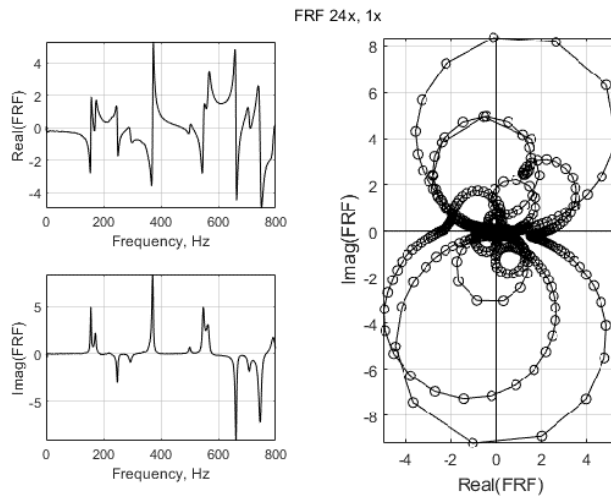 FRF 24x, 1x
Real(FRF)
4
2
0
-2
-4
0 200 400 600 800
Frequency, Hz
Imag(FRF)
5
0
-5
0 200 400 600 800
Frequency, Hz
Imag(FRF)
8
6
4
2
0
-2
-4
-6
-8
-4 -2 0 2 4
Real(FRF)